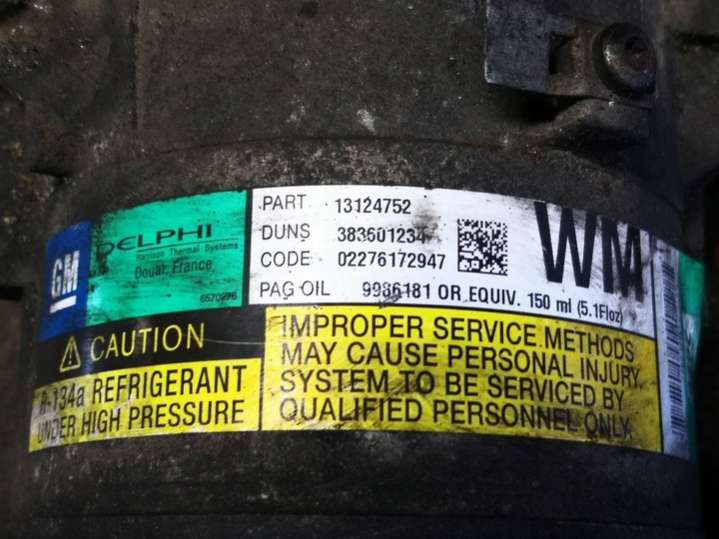 GM
DELPHI
Harrison Thermal Systems
Douai, France
6570276
PART 13124752
DUNS 383601234
CODE 02276172947
PAG OIL 9986181 OR EQUIV. 150 ml (5.1Floz)
WM
CAUTION
R-134a REFRIGERANT
UNDER HIGH PRESSURE
IMPROPER SERVICE METHODS
MAY CAUSE PERSONAL INJURY.
SYSTEM TO BE SERVICED BY
QUALIFIED PERSONNEL ONLY.